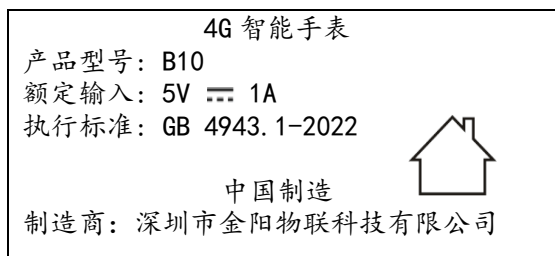 4G 智能手表
产品型号: B10
额定输入: 5V ⎓ 1A
执行标准: GB 4943.1-2022
中国制造
制造商: 深圳市金阳物联科技有限公司